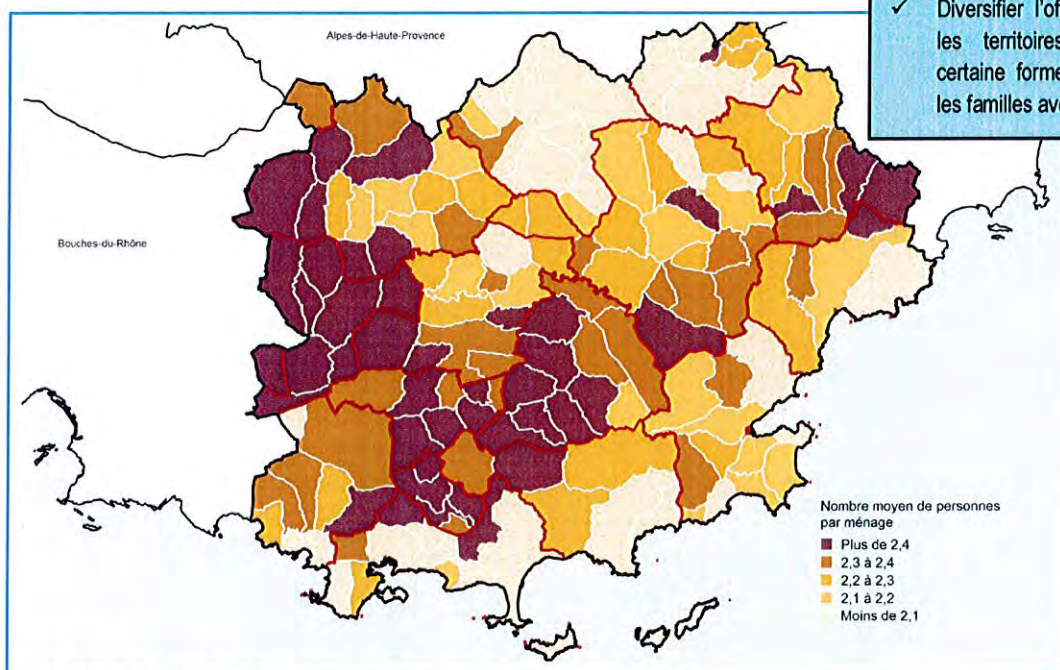 ✓ Diversifier l'of
les territoires
certaine forme
les familles av
Alpes-de-Haute-Provence
Bouches-du-Rhône
Nombre moyen de personnes
par ménage
Plus de 2,4
2,3 à 2,4
2,2 à 2,3
2,1 à 2,2
Moins de 2,1